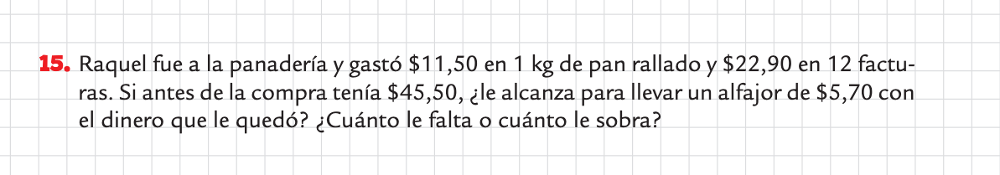 15. Raquel fue a la panadería y gastó $11,50 en 1 kg de pan rallado y $22,90 en 12 factu-
ras. Si antes de la compra tenía $45,50, ¿le alcanza para llevar un alfajor de $5,70 con
el dinero que le quedó? ¿Cuánto le falta o cuánto le sobra?